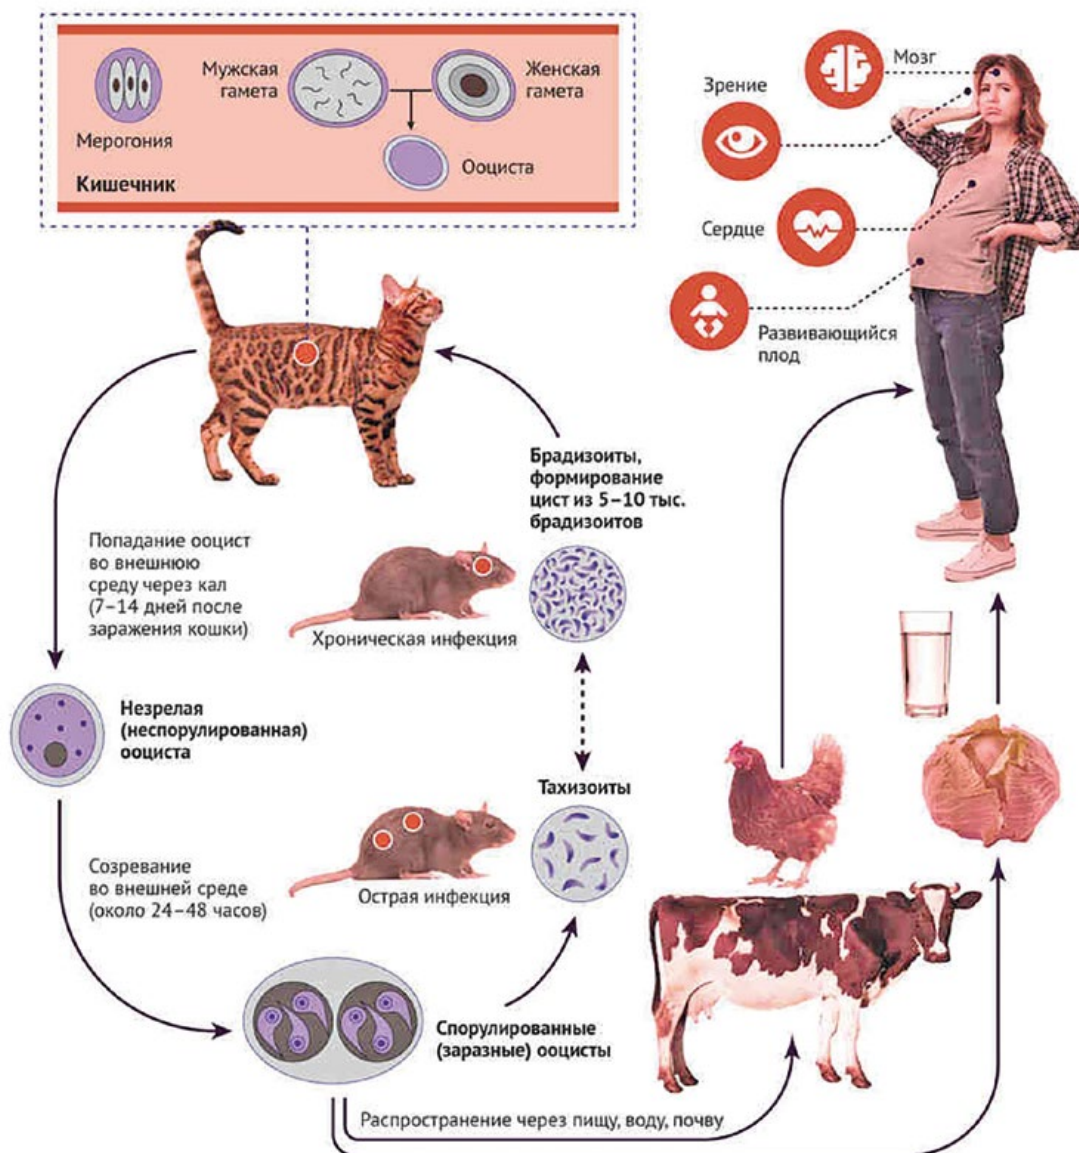 Мужская
гамета
Женская
гамета
Мерогония
Ооциста
Кишечник
Мозг
Зрение
Сердце
Развивающийся
плод
Брадизоиты,
формирование
цист из 5–10 тыс.
брадизоитов
Попадание ооцист
во внешнюю
среду через кал
(7–14 дней после
заражения кошки)
Хроническая инфекция
Незрелая
(неспорулированная)
ооциста
Тахизоиты
Созревание
во внешней среде
(около 24–48 часов)
Острая инфекция
Спорулированные
(заразные) ооцисты
Распространение через пищу, воду, почву